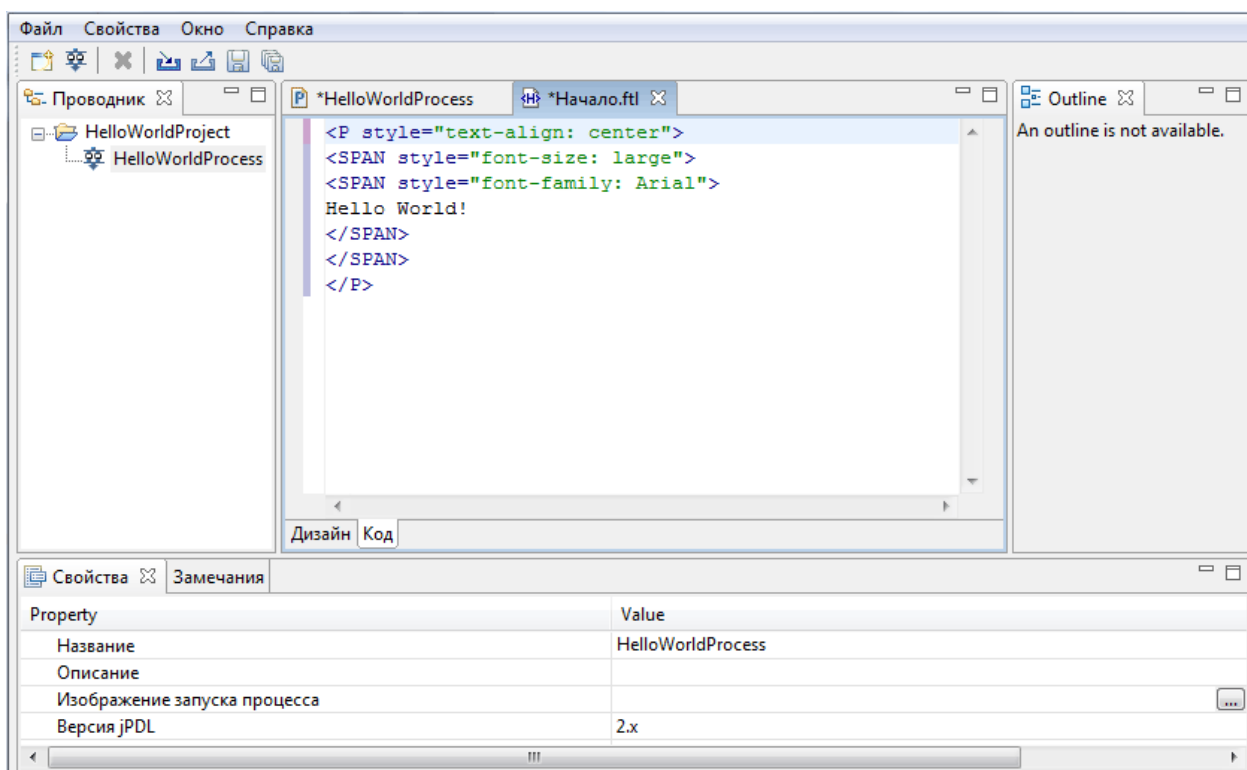 Файл Свойства Окно Справка
Проводник
HelloWorldProject
HelloWorldProcess
*HelloWorldProcess *Начало.ftl
<P style="text-align: center">
<SPAN style="font-size: large">
<SPAN style="font-family: Arial">
Hello World!
</SPAN>
</SPAN>
</P>
Дизайн Код
Outline
An outline is not available.
Свойства Замечания
Property Value
Название HelloWorldProcess
Описание
Изображение запуска процесса ...
Версия jPDL 2.x